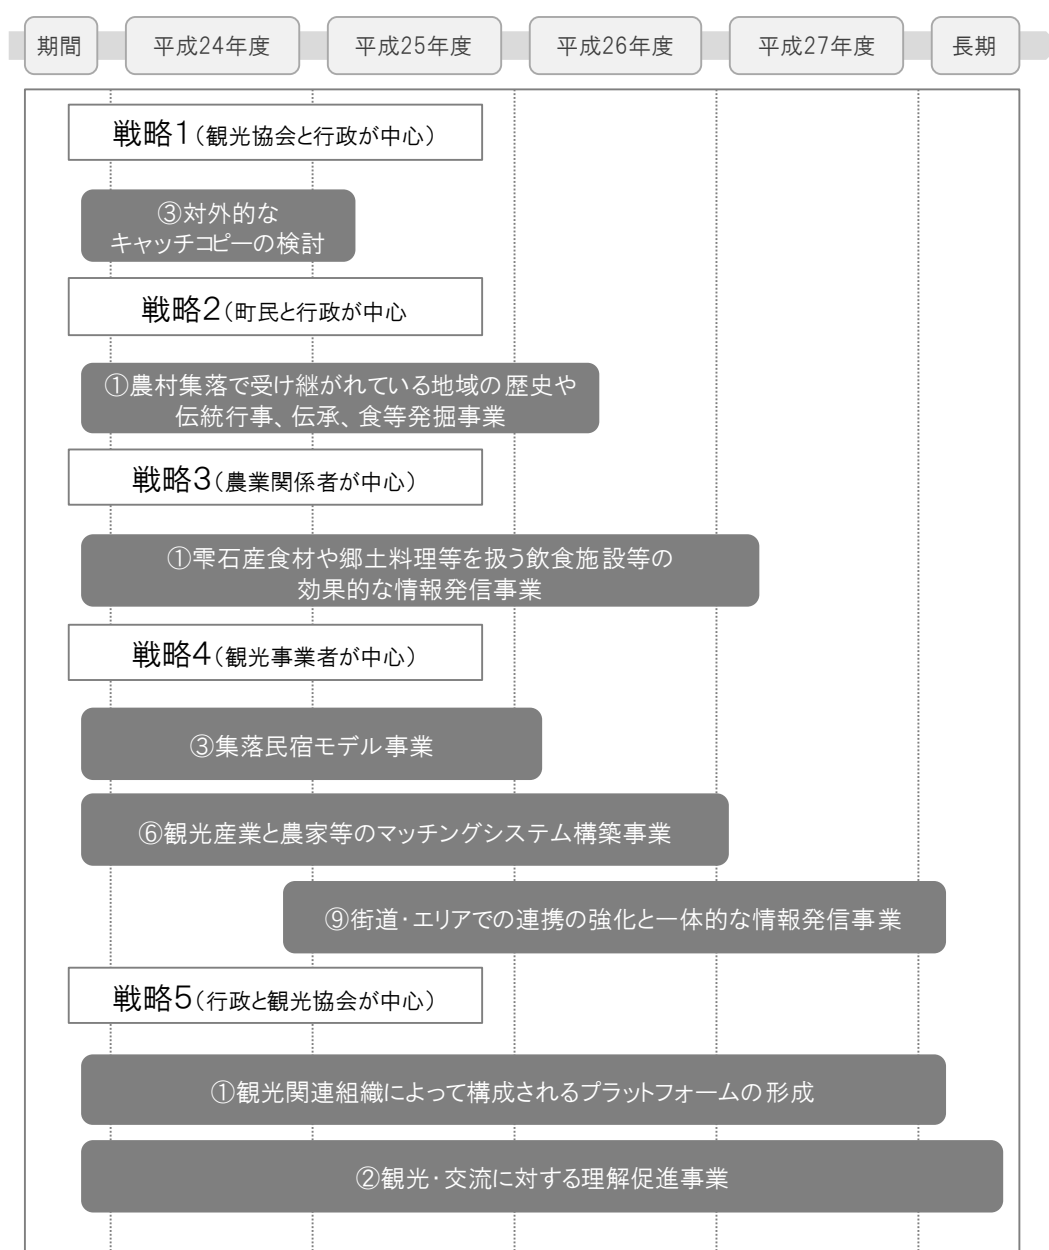 期間
平成24年度
平成25年度
平成26年度
平成27年度
長期
戦略1（観光協会と行政が中心）
③対外的な
キャッチコピーの検討
戦略2（町民と行政が中心
①農村集落で受け継がれている地域の歴史や
伝統行事、伝承、食等発掘事業
戦略3（農業関係者が中心）
①雫石産食材や郷土料理等を扱う飲食施設等の
効果的な情報発信事業
戦略4（観光事業者が中心）
③集落民宿モデル事業
⑥観光産業と農家等のマッチングシステム構築事業
⑨街道・エリアでの連携の強化と一体的な情報発信事業
戦略5（行政と観光協会が中心）
①観光関連組織によって構成されるプラットフォームの形成
②観光・交流に対する理解促進事業